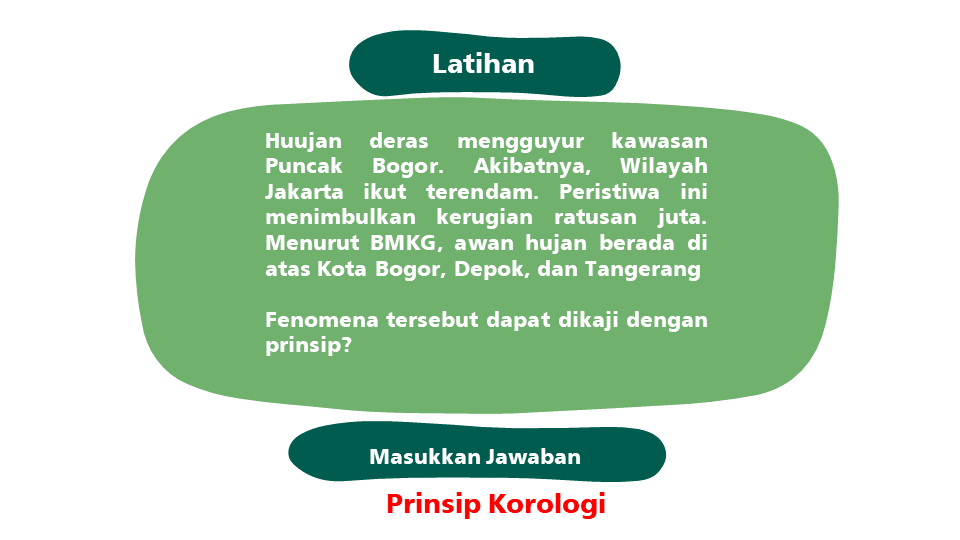 Latihan
Huujan deras mengguyur kawasan
Puncak Bogor. Akibatnya, Wilayah
Jakarta ikut terendam. Peristiwa ini
menimbulkan kerugian ratusan juta.
Menurut BMKG, awan hujan berada di
atas Kota Bogor, Depok, dan Tangerang
Fenomena tersebut dapat dikaji dengan
prinsip?
Masukkan Jawaban
Prinsip Korologi